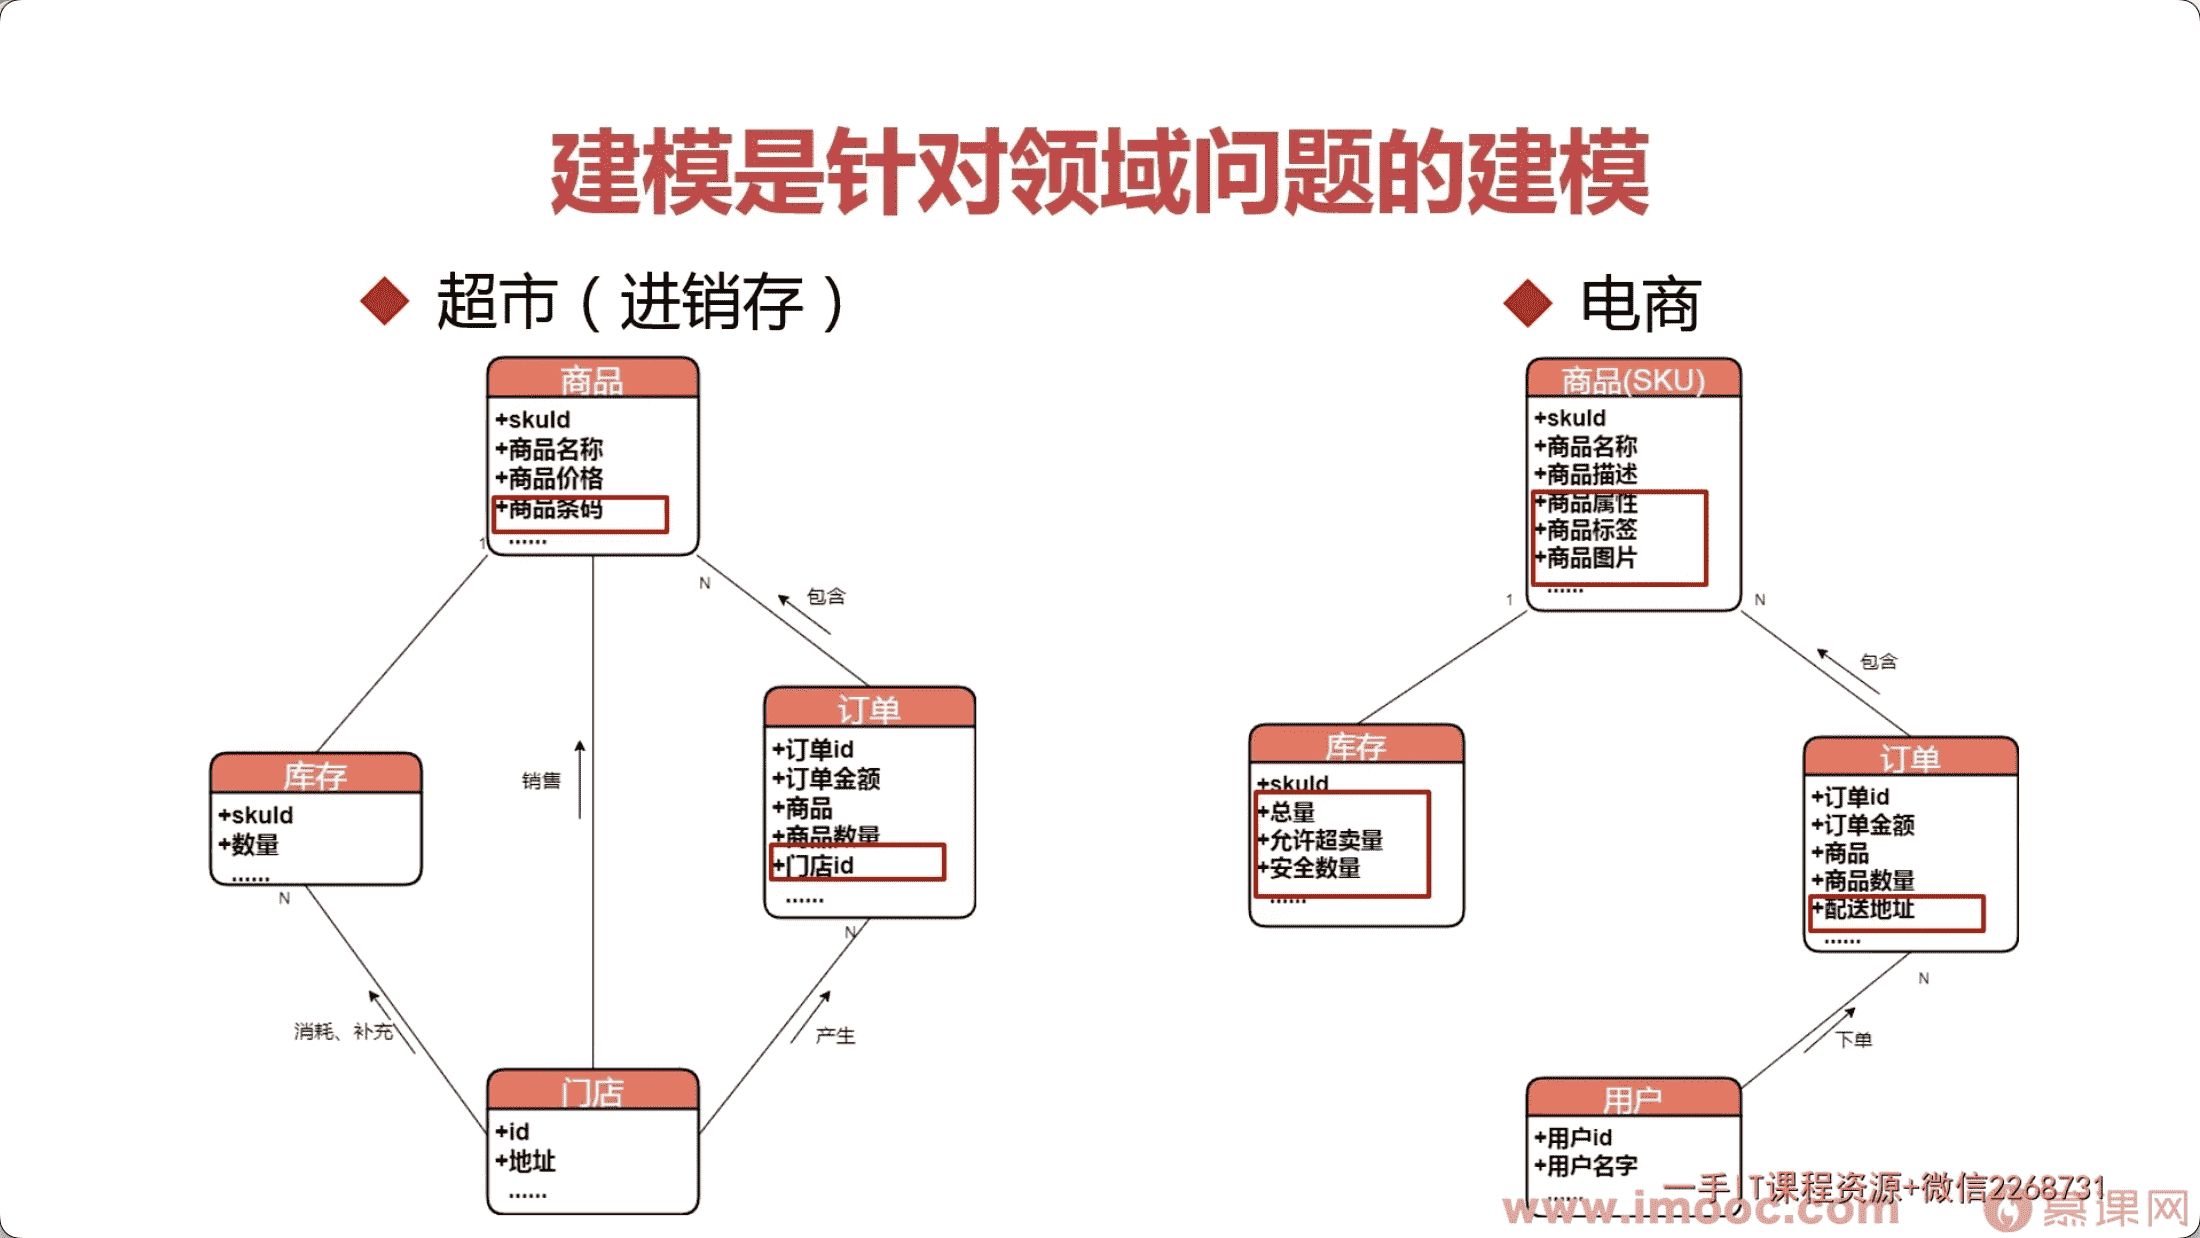 建模是针对领域问题的建模
超市（进销存）
商品
+skuId
+商品名称
+商品价格
+商品条码
......
1
N
包含
库存
+skuId
+数量
......
N
销售
订单
+订单id
+订单金额
+商品
+商品数量
+门店id
......
N
消耗、补充
产生
门店
+id
+地址
......
电商
商品(SKU)
+skuId
+商品名称
+商品描述
+商品属性
+商品标签
+商品图片
......
1
N
包含
库存
+skuId
+总量
+允许超卖量
+安全数量
......
订单
+订单id
+订单金额
+商品
+商品数量
+配送地址
......
N
下单
用户
+用户id
+用户名字
......
一手IT课程资源+微信2268731
www.imooc.com
慕课网